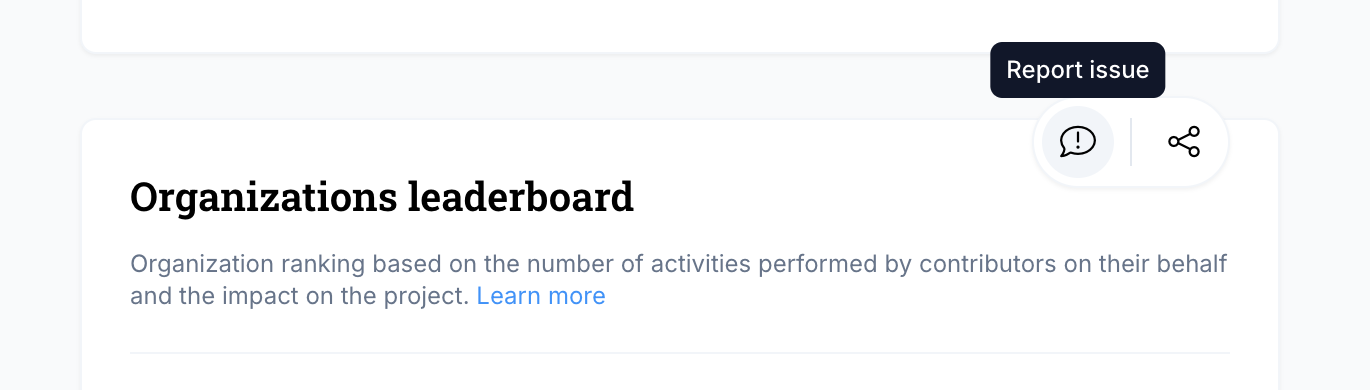 Report issue
Organizations leaderboard
Organization ranking based on the number of activities performed by contributors on their behalf
and the impact on the project. Learn more